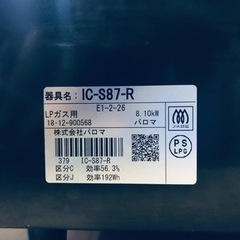 器具名：IC-S87-R
E1-2-26
LPガス用 8.10kW
18・12-900568 パロマ
株式会社パロマ
379 IC-S87-R
区分C 効率56.3%
区分J 効率192Wh
PS
LPG